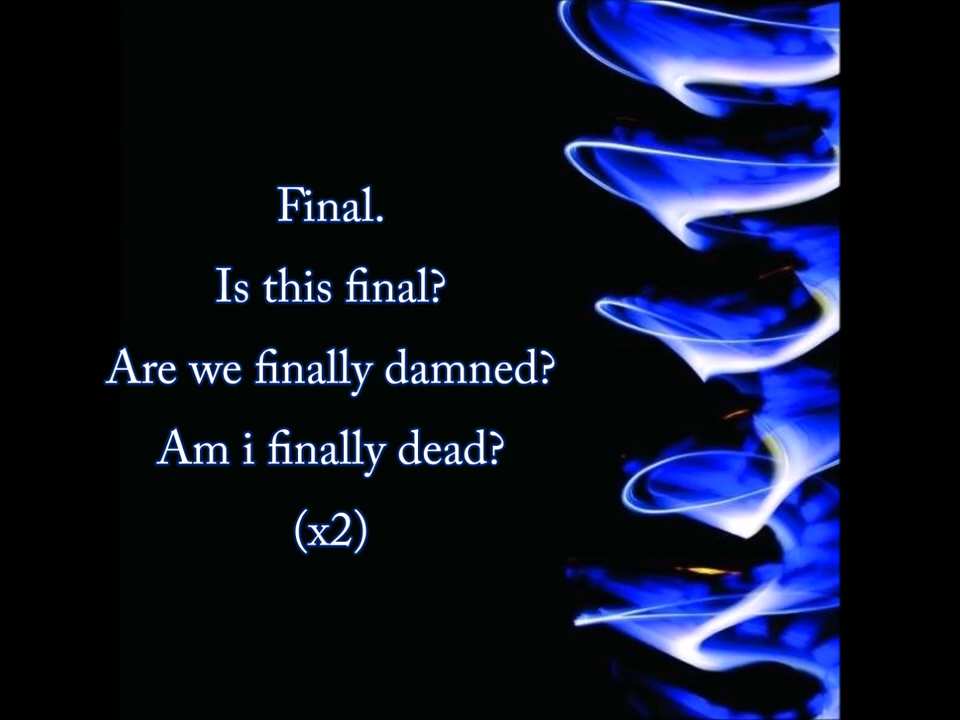 Final.
Is this final?
Are we finally damned?
Am i finally dead?
(x2)